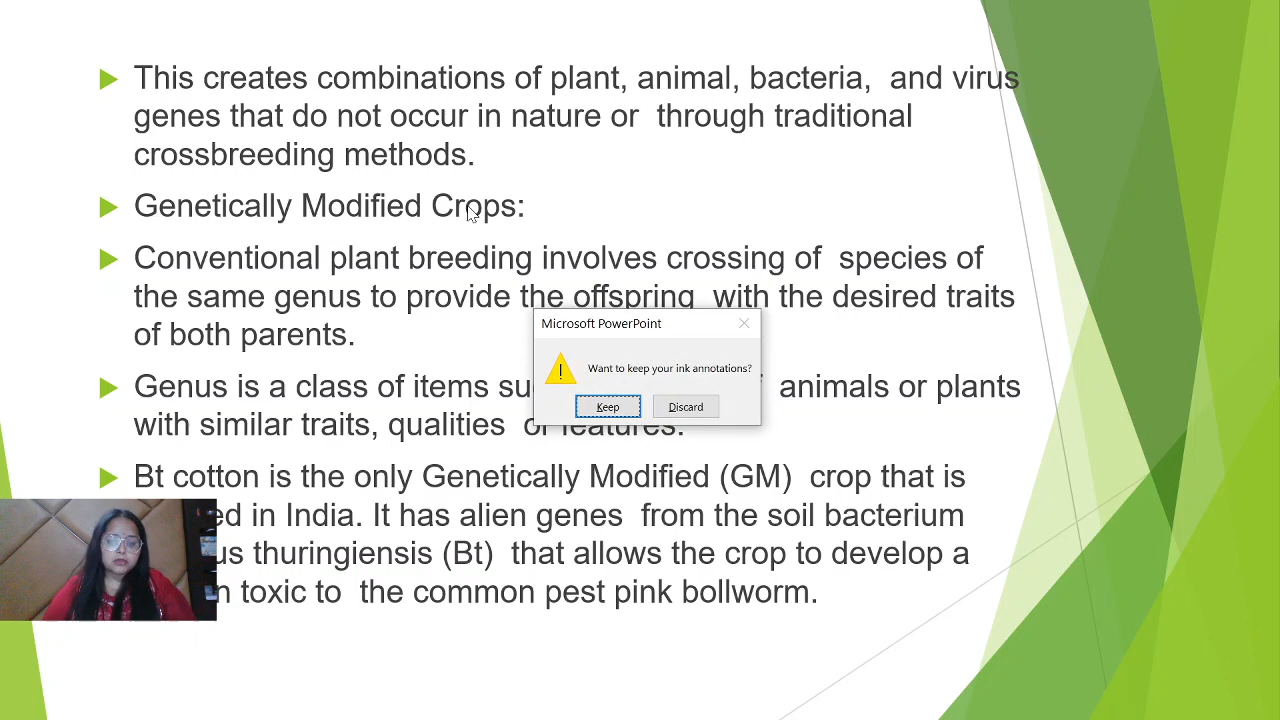 This creates combinations of plant, animal, bacteria, and virus
genes that do not occur in nature or through traditional
crossbreeding methods.
Genetically Modified Crops:
Conventional plant breeding involves crossing of species of
the same genus to provide the offspring with the desired traits
of both parents.
Genus is a class of items su animals or plants
with similar traits, qualities or features.
Bt cotton is the only Genetically Modified (GM) crop that is
ed in India. It has alien genes from the soil bacterium
us thuringiensis (Bt) that allows the crop to develop a
n toxic to the common pest pink bollworm.
Microsoft PowerPoint
Want to keep your ink annotations?
Keep
Discard